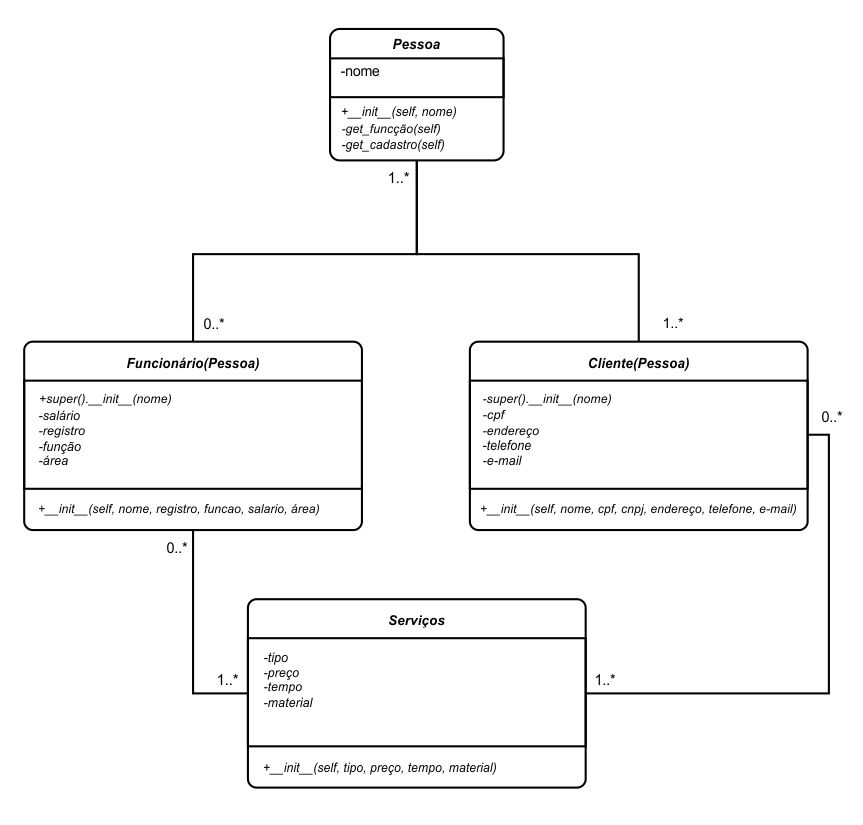 Pessoa
-nome
+__init__(self, nome)
-get_funcção(self)
-get_cadastro(self)
1..*
0..*
1..*
Funcionário(Pessoa)
+super().__init__(nome)
-salário
-registro
-função
-área
+__init__(self, nome, registro, funcao, salario, área)
Cliente(Pessoa)
-super().__init__(nome)
-cpf
-endereço
-telefone
-e-mail
+__init__(self, nome, cpf, cnpj, endereço, telefone, e-mail)
0..*
0..*
Serviços
-tipo
-preço
-tempo
-material
+__init__(self, tipo, preço, tempo, material)
1..*
1..*